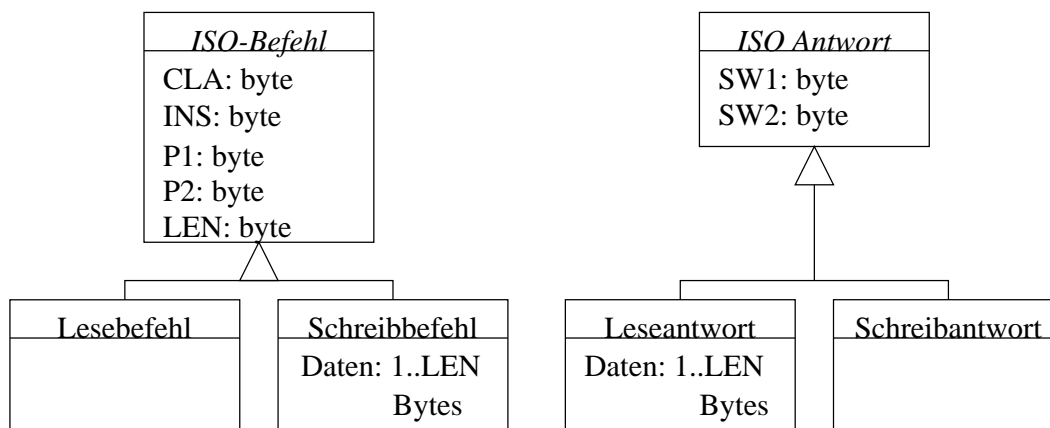 ISO-Befehl
CLA: byte
INS: byte
P1: byte
P2: byte
LEN: byte
ISO Antwort
SW1: byte
SW2: byte
Lesebefehl
Schreibbefehl
Daten: 1..LEN
Bytes
Leseantwort
Daten: 1..LEN
Bytes
Schreibantwort